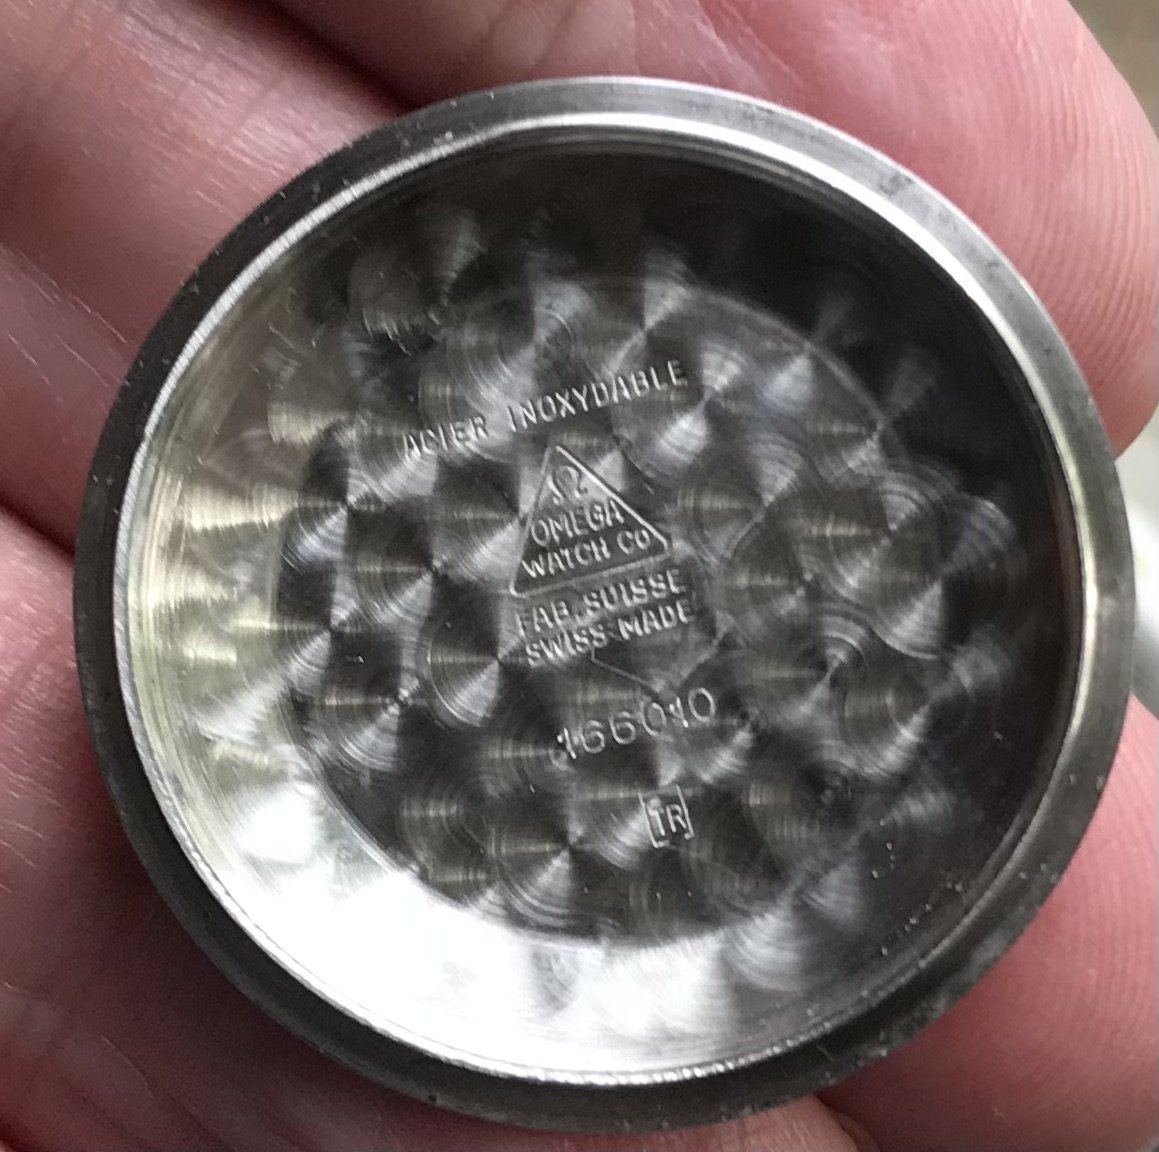 ACIER INOXYDABLE
Ω
OMEGA
WATCH CO
FAB. SUISSE
SWISS MADE
166010
TR